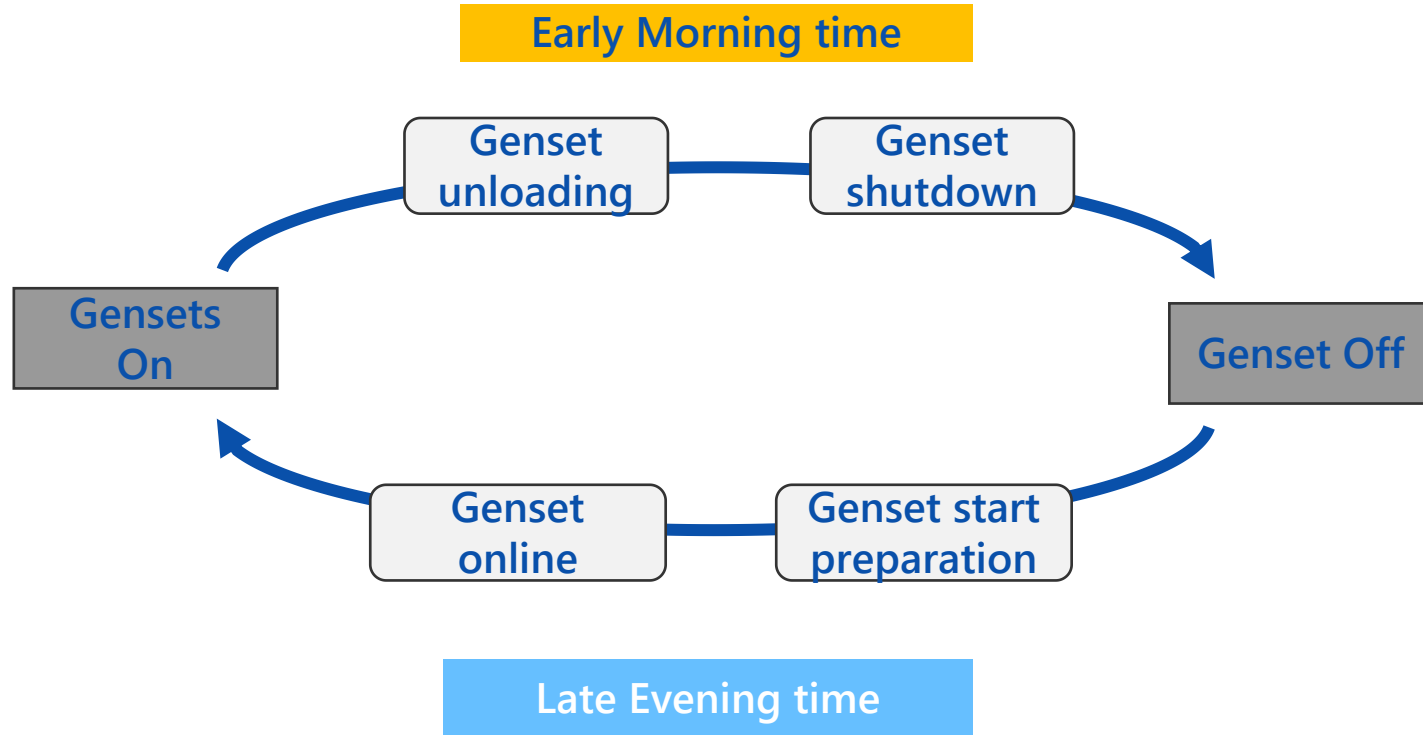 Early Morning time
Genset
unloading
Genset
shutdown
Gensets
On
Genset Off
Genset
online
Genset start
preparation
Late Evening time